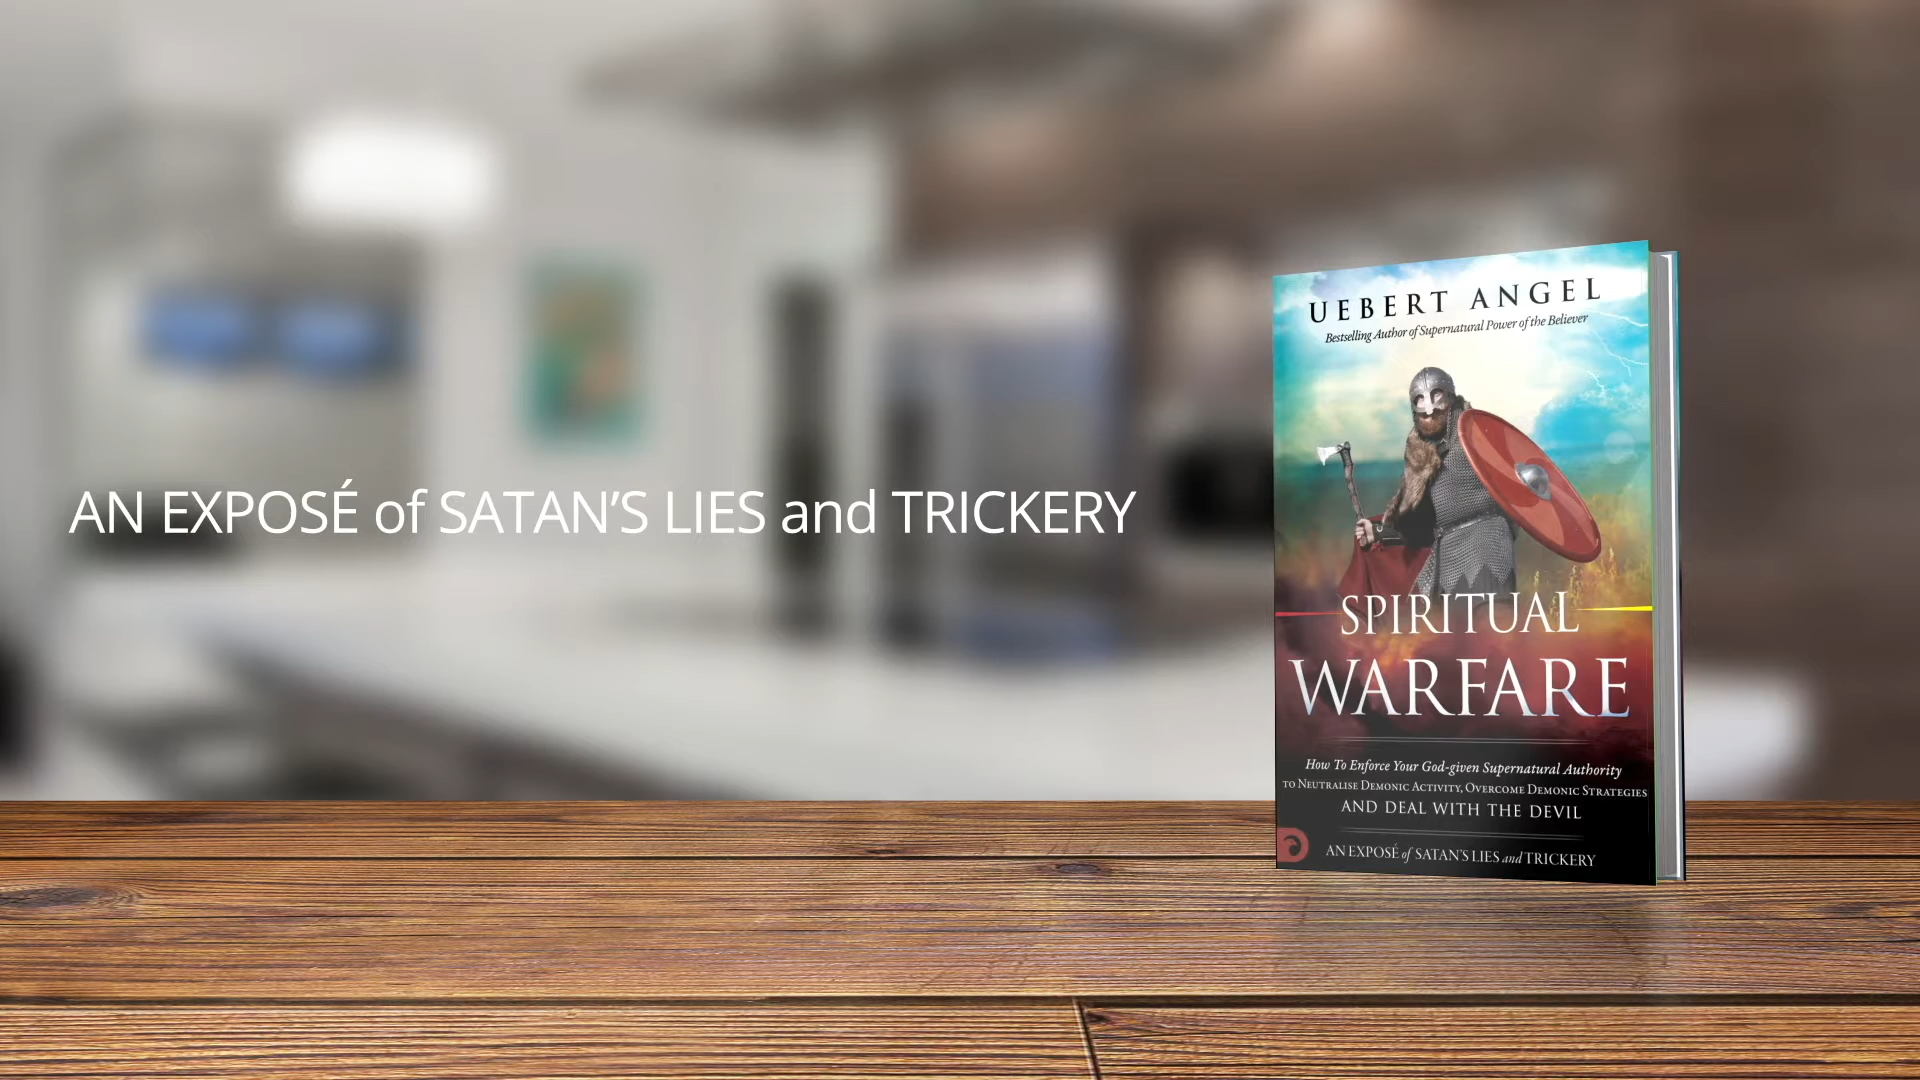 AN EXPOSÉ of SATAN'S LIES and TRICKERY
UEBERT ANGEL
Bestselling Author of Supernatural Power of the Believer
SPIRITUAL
WARFARE
How To Enforce Your God-given Supernatural Authority
TO NEUTRALISE DEMONIC ACTIVITY, OVERCOME DEMONIC STRATEGIES
AND DEAL WITH THE DEVIL
AN EXPOSÉ of SATAN'S LIES and TRICKERY